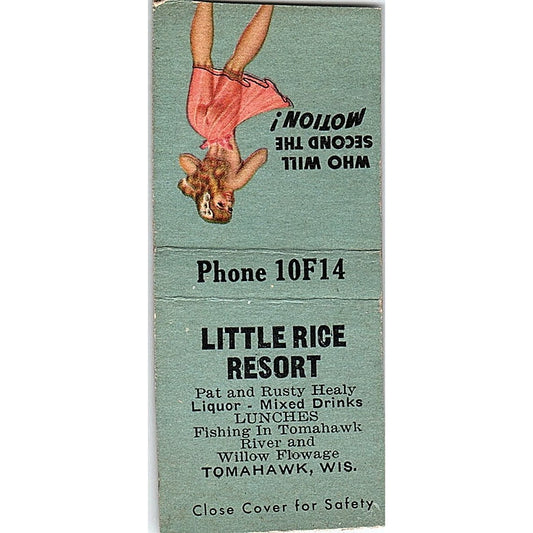 WHO WILL
SECOND THE
MOTION!
Phone 10F14
LITTLE RICE
RESORT
Pat and Rusty Healy
Liquor - Mixed Drinks
LUNCHES
Fishing In Tomahawk
River and
Willow Flowage
TOMAHAWK, WIS.
Close Cover for Safety